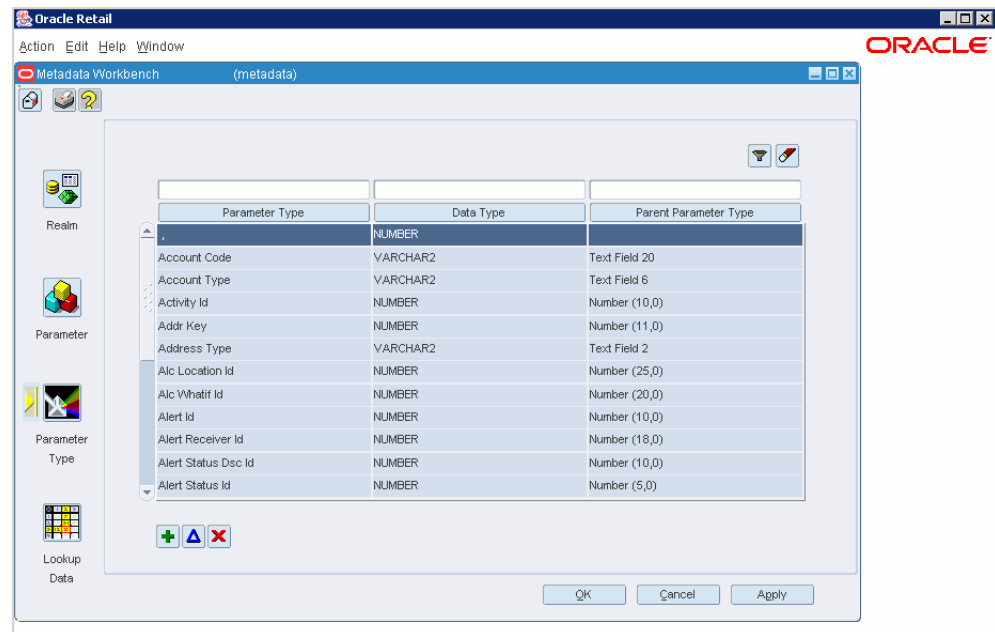 Oracle Retail
Action Edit Help Window
ORACLE
Metadata Workbench (metadata)
Realm
Parameter
Parameter Type
Lookup Data
Parameter Type Data Type Parent Parameter Type
, NUMBER
Account Code VARCHAR2 Text Field 20
Account Type VARCHAR2 Text Field 6
Activity Id NUMBER Number (10,0)
Addr Key NUMBER Number (11,0)
Address Type VARCHAR2 Text Field 2
Alc Location Id NUMBER Number (25,0)
Alc Whatif Id NUMBER Number (20,0)
Alert Id NUMBER Number (10,0)
Alert Receiver Id NUMBER Number (18,0)
Alert Status Dsc Id NUMBER Number (10,0)
Alert Status Id NUMBER Number (5,0)
OK Cancel Apply